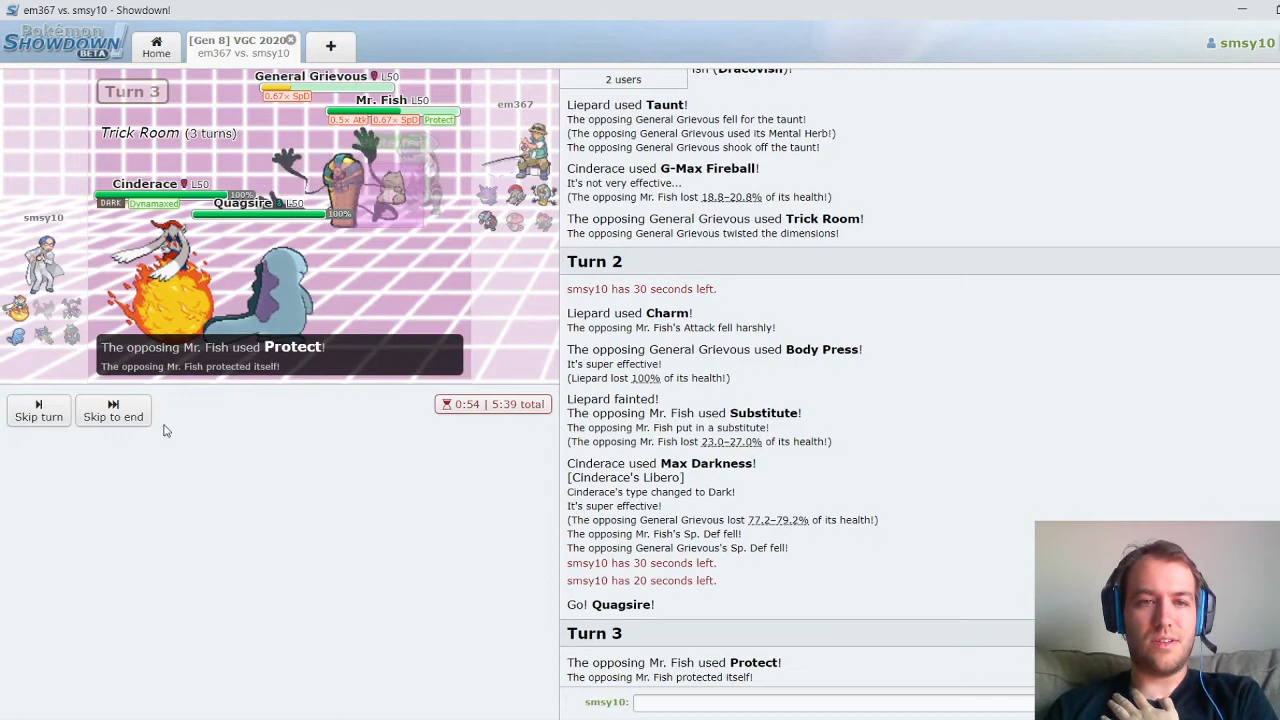 em367 vs. smsy10 - Showdown!
Pokémon
SHOWDOWN!
BETA
Home
[Gen 8] VGC 2020
em367 vs. smsy10
+
smsy10
Turn 3
Trick Room (3 turns)
General Grievous L50
0.67× SpD
Mr. Fish L50
0.5× Atk 0.67× SpD Protect
em367
Cinderace L50
100%
DARK Dynamaxed
Quagsire L50
100%
smsy10
The opposing Mr. Fish used Protect!
The opposing Mr. Fish protected itself!
Skip turn
Skip to end
0:54 | 5:39 total
2 users
ish (Dracovish)!
Liepard used Taunt!
The opposing General Grievous fell for the taunt!
(The opposing General Grievous used its Mental Herb!)
The opposing General Grievous shook off the taunt!
Cinderace used G-Max Fireball!
It's not very effective...
(The opposing Mr. Fish lost 18.8–20.8% of its health!)
The opposing General Grievous used Trick Room!
The opposing General Grievous twisted the dimensions!
Turn 2
smsy10 has 30 seconds left.
Liepard used Charm!
The opposing Mr. Fish's Attack fell harshly!
The opposing General Grievous used Body Press!
It's super effective!
(Liepard lost 100% of its health!)
Liepard fainted!
The opposing Mr. Fish used Substitute!
The opposing Mr. Fish put in a substitute!
(The opposing Mr. Fish lost 23.0–27.0% of its health!)
Cinderace used Max Darkness!
[Cinderace's Libero]
Cinderace's type changed to Dark!
It's super effective!
(The opposing General Grievous lost 77.2–79.2% of its health!)
The opposing Mr. Fish's Sp. Def fell!
The opposing General Grievous's Sp. Def fell!
smsy10 has 30 seconds left.
smsy10 has 20 seconds left.
Go! Quagsire!
Turn 3
The opposing Mr. Fish used Protect!
The opposing Mr. Fish protected itself!
smsy10: